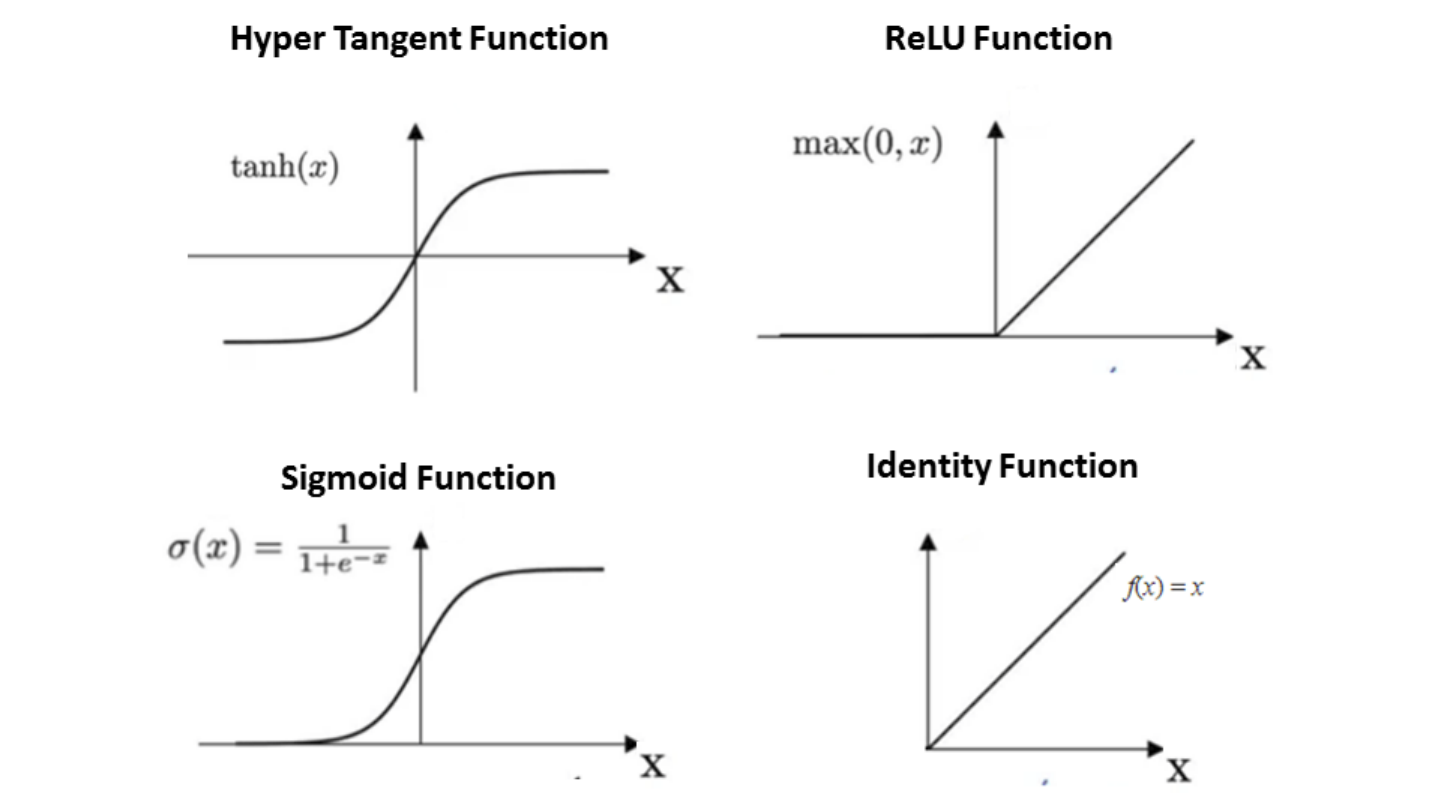 Hyper Tangent Function
tanh(x)
X
ReLU Function
max(0, x)
X
Sigmoid Function
σ(x) = 1/1+e^−x
X
Identity Function
f(x) = x
X